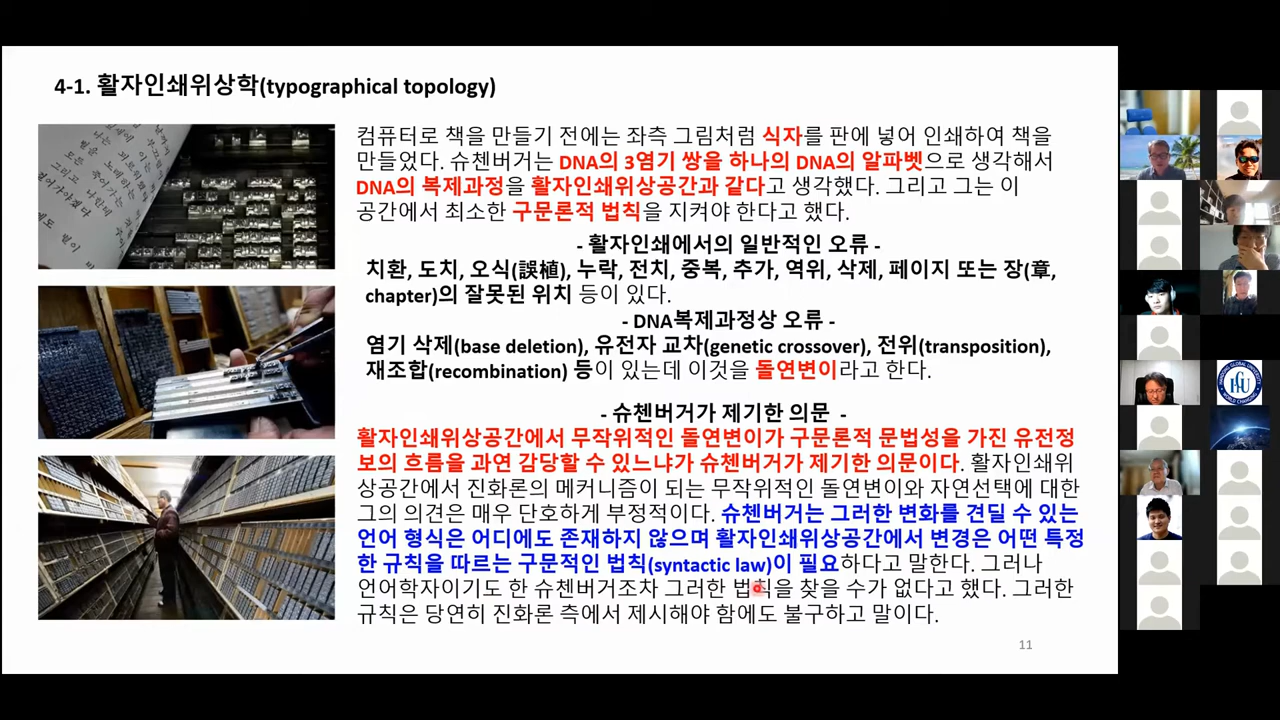 4-1. 활자인쇄위상학(typographical topology)
컴퓨터로 책을 만들기 전에는 좌측 그림처럼 식자를 판에 넣어 인쇄하여 책을
만들었다. 슈첸버거는 DNA의 3염기 쌍을 하나의 DNA의 알파벳으로 생각해서
DNA의 복제과정을 활자인쇄위상공간과 같다고 생각했다. 그리고 그는 이
공간에서 최소한 구문론적 법칙을 지켜야 한다고 했다.
- 활자인쇄에서의 일반적인 오류 -
치환, 도치, 오식(誤植), 누락, 전치, 중복, 추가, 역위, 삭제, 페이지 또는 장(章,
chapter)의 잘못된 위치 등이 있다.
- DNA복제과정상 오류 -
염기 삭제(base deletion), 유전자 교차(genetic crossover), 전위(transposition),
재조합(recombination) 등이 있는데 이것을 돌연변이라고 한다.
- 슈첸버거가 제기한 의문 -
활자인쇄위상공간에서 무작위적인 돌연변이가 구문론적 문법성을 가진 유전정
보의 흐름을 과연 감당할 수 있느냐가 슈첸버거가 제기한 의문이다. 활자인쇄위
상공간에서 진화론의 메커니즘이 되는 무작위적인 돌연변이와 자연선택에 대한
그의 의견은 매우 단호하게 부정적이다. 슈첸버거는 그러한 변화를 견딜 수 있는
언어 형식은 어디에도 존재하지 않으며 활자인쇄위상공간에서 변경은 어떤 특정
한 규칙을 따르는 구문적인 법칙(syntactic law)이 필요하다고 말한다. 그러나
언어학자이기도 한 슈첸버거조차 그러한 법칙을 찾을 수가 없다고 했다. 그러한
규칙은 당연히 진화론 측에서 제시해야 함에도 불구하고 말이다.
11